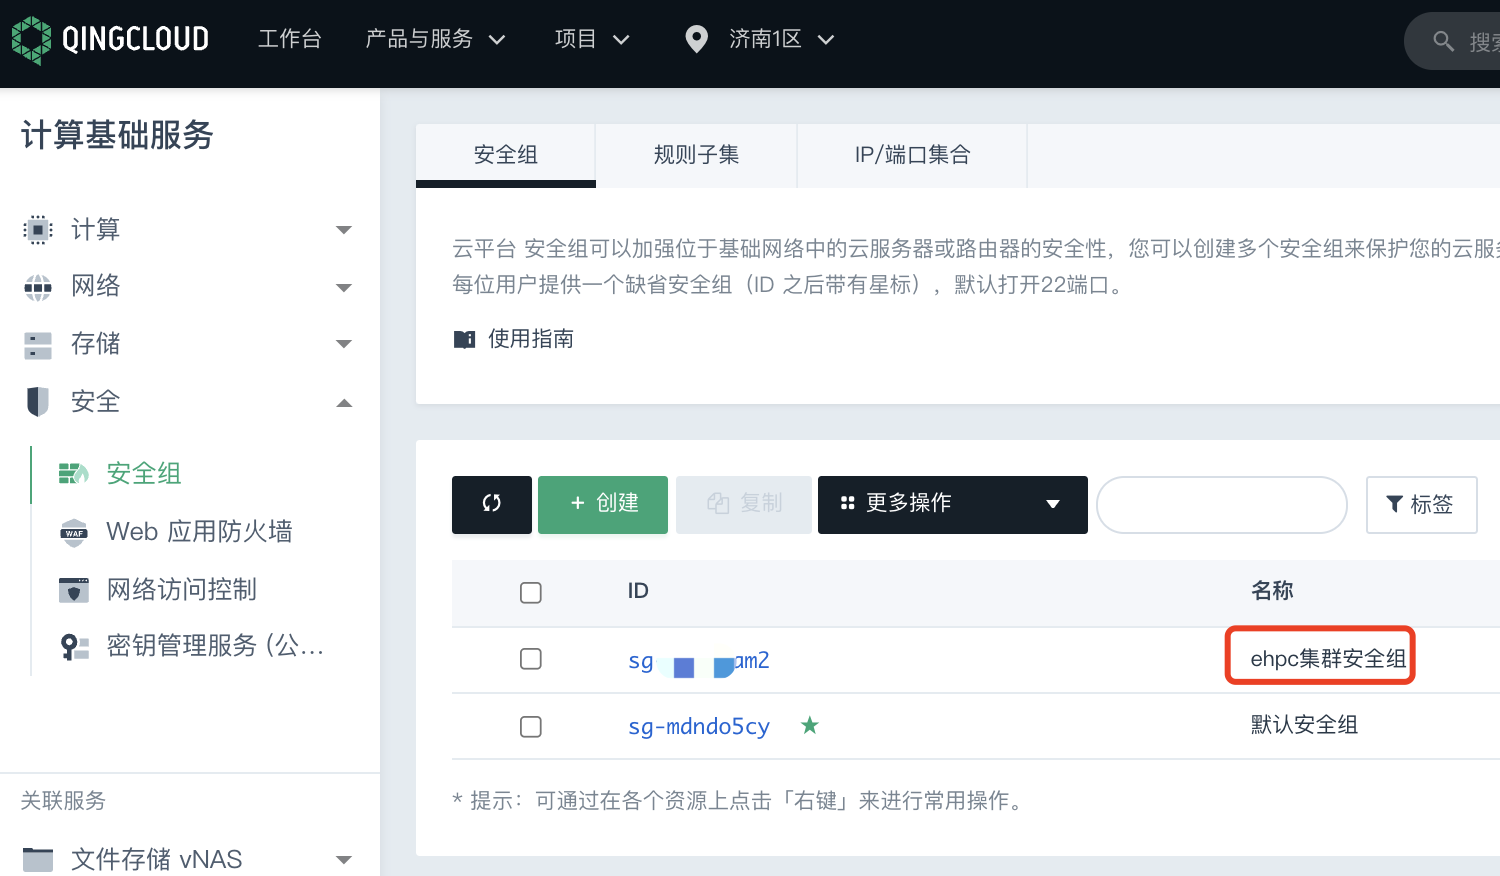 QINGCLOUD 工作台 产品与服务 项目 济南1区 搜索
计算基础服务
计算
网络
存储
安全
安全组
Web 应用防火墙
网络访问控制
密钥管理服务 (公...
关联服务
文件存储 vNAS
安全组 规则子集 IP/端口集合
云平台 安全组可以加强位于基础网络中的云服务器或路由器的安全性，您可以创建多个安全组来保护您的云服务
每位用户提供一个缺省安全组（ID 之后带有星标），默认打开22端口。
使用指南
+ 创建 复制 更多操作 标签
ID 名称
sg am2 ehpc集群安全组
sg-mdndo5cy ★ 默认安全组
* 提示：可通过在各个资源上点击「右键」来进行常用操作。